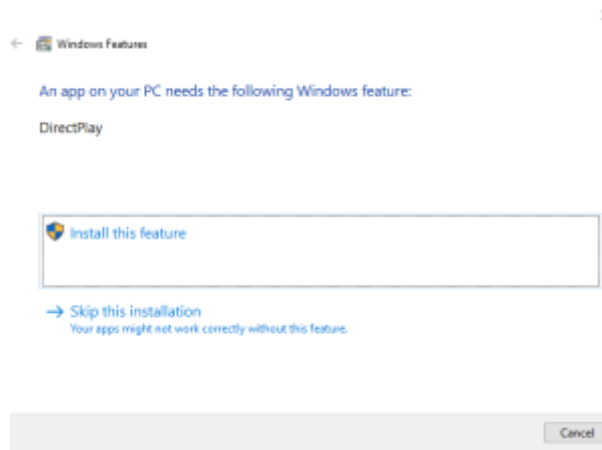 Windows Features
An app on your PC needs the following Windows feature:
DirectPlay
Install this feature
Skip this installation
Your apps might not work correctly without this feature.
Cancel